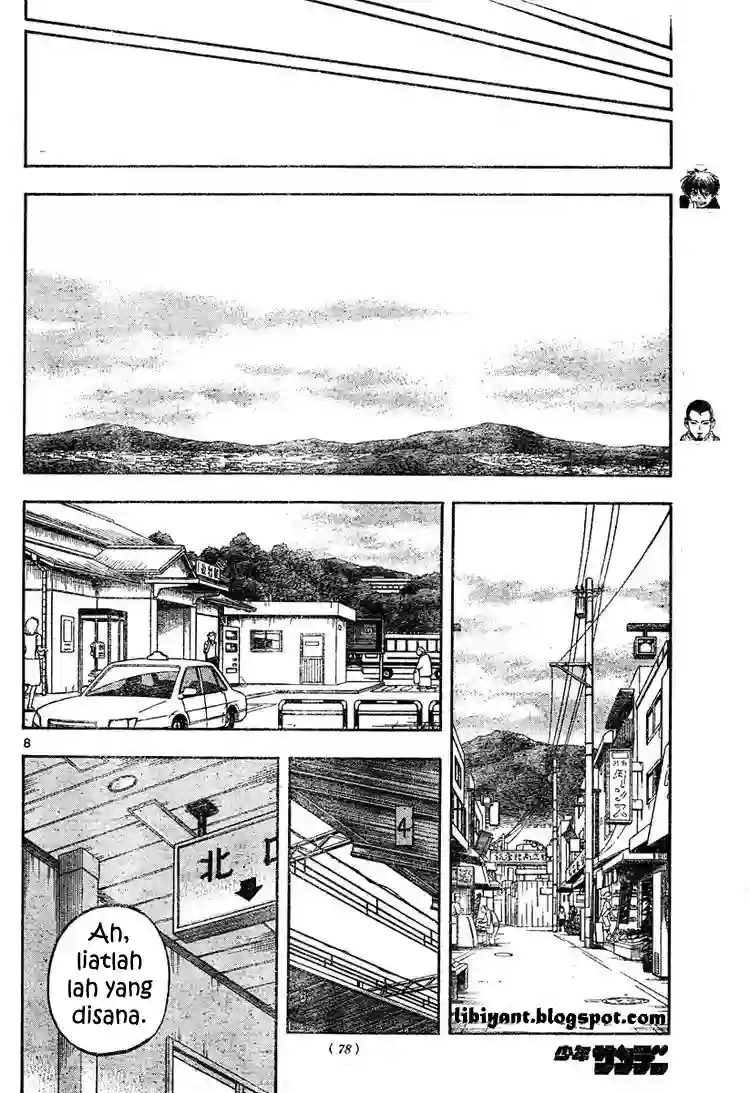 8
4
北口
Ah,
liatlah
lah yang
disana.
libiyant.blogspot.com
(78)
少年サンデー